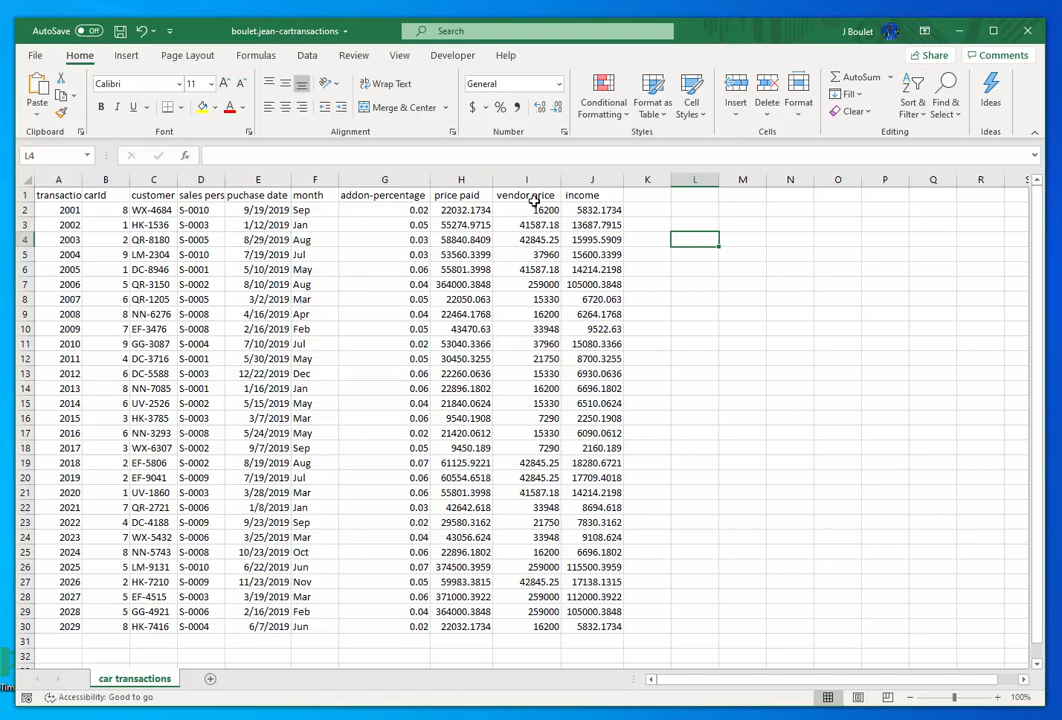 AutoSave Off boulet.jean-cartransactions Search J Boulet
File Home Insert Page Layout Formulas Data Review View Developer Help Share Comments
Calibri 11 Wrap Text General AutoSum
Paste Conditional Formatting Format as Table Cell Styles Insert Delete Format Fill Sort & Filter Find & Select Ideas
B I U A Merge & Center $ % Clear
Clipboard Font Alignment Number Styles Cells Editing Ideas
L4 fx
A B C D E F G H I J K L M N O P Q R S
1 transactio carId customer sales pers puchase date month addon-percentage price paid vendor price income
2 2001 8 WX-4684 S-0010 9/19/2019 Sep 0.02 22032.1734 16200 5832.1734
3 2002 1 HK-1536 S-0003 1/12/2019 Jan 0.05 55274.9715 41587.18 13687.7915
4 2003 2 QR-8180 S-0005 8/29/2019 Aug 0.03 58840.8409 42845.25 15995.5909
5 2004 9 LM-2304 S-0010 7/19/2019 Jul 0.03 53560.3399 37960 15600.3399
6 2005 1 DC-8946 S-0001 5/10/2019 May 0.06 55801.3998 41587.18 14214.2198
7 2006 5 QR-3150 S-0002 8/10/2019 Aug 0.04 364000.3848 259000 105000.3848
8 2007 6 QR-1205 S-0005 3/2/2019 Mar 0.05 22050.063 15330 6720.063
9 2008 8 NN-6276 S-0008 4/16/2019 Apr 0.04 22464.1768 16200 6264.1768
10 2009 7 EF-3476 S-0008 2/16/2019 Feb 0.05 43470.63 33948 9522.63
11 2010 9 GG-3087 S-0004 7/10/2019 Jul 0.02 53040.3366 37960 15080.3366
12 2011 4 DC-3716 S-0001 5/30/2019 May 0.05 30450.3255 21750 8700.3255
13 2012 6 DC-5588 S-0003 12/22/2019 Dec 0.06 22260.0636 15330 6930.0636
14 2013 8 NN-7085 S-0001 1/16/2019 Jan 0.06 22896.1802 16200 6696.1802
15 2014 6 UV-2526 S-0002 5/15/2019 May 0.04 21840.0624 15330 6510.0624
16 2015 3 HK-3785 S-0003 3/7/2019 Mar 0.06 9540.1908 7290 2250.1908
17 2016 6 NN-3293 S-0008 5/24/2019 May 0.02 21420.0612 15330 6090.0612
18 2017 3 WX-6307 S-0002 9/7/2019 Sep 0.05 9450.189 7290 2160.189
19 2018 2 EF-5806 S-0002 8/19/2019 Aug 0.07 61125.9221 42845.25 18280.6721
20 2019 2 EF-9041 S-0009 7/19/2019 Jul 0.06 60554.6518 42845.25 17709.4018
21 2020 1 UV-1860 S-0003 3/28/2019 Mar 0.06 55801.3998 41587.18 14214.2198
22 2021 7 QR-2721 S-0006 1/8/2019 Jan 0.03 42642.618 33948 8694.618
23 2022 4 DC-4188 S-0009 9/23/2019 Sep 0.02 29580.3162 21750 7830.3162
24 2023 7 WX-5432 S-0006 3/25/2019 Mar 0.04 43056.624 33948 9108.624
25 2024 8 NN-5743 S-0008 10/23/2019 Oct 0.06 22896.1802 16200 6696.1802
26 2025 5 LM-9131 S-0010 6/22/2019 Jun 0.07 374500.3959 259000 115500.3959
27 2026 2 HK-7210 S-0009 11/23/2019 Nov 0.05 59983.3815 42845.25 17138.1315
28 2027 5 EF-4515 S-0003 3/19/2019 Mar 0.06 371000.3922 259000 112000.3922
29 2028 5 GG-4921 S-0006 2/16/2019 Feb 0.04 364000.3848 259000 105000.3848
30 2029 8 HK-7416 S-0004 6/7/2019 Jun 0.02 22032.1734 16200 5832.1734
31
32
car transactions
Tim
Accessibility: Good to go 100%